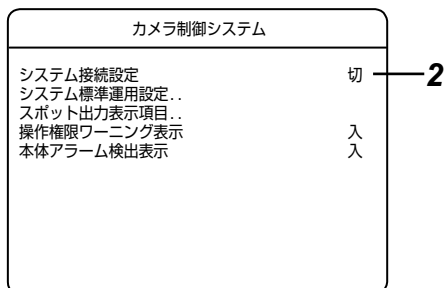 カメラ制御システム
システム接続設定 切 2
システム標準運用設定..
スポット出力表示項目..
操作権限ワーニング表示 入
本体アラーム検出表示 入